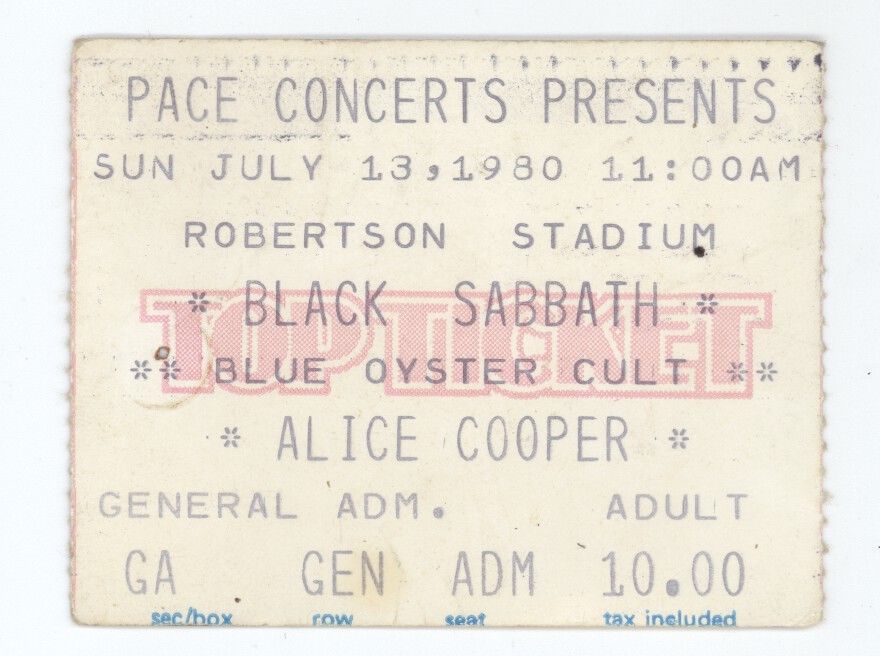 PACE CONCERTS PRESENTS
SUN JULY 13,1980 11:00AM
ROBERTSON STADIUM
TOP TICKET
* BLACK SABBATH *
** BLUE OYSTER CULT **
* ALICE COOPER *
GENERAL ADM. ADULT
GA GEN ADM 10.00
sec/box row seat tax included